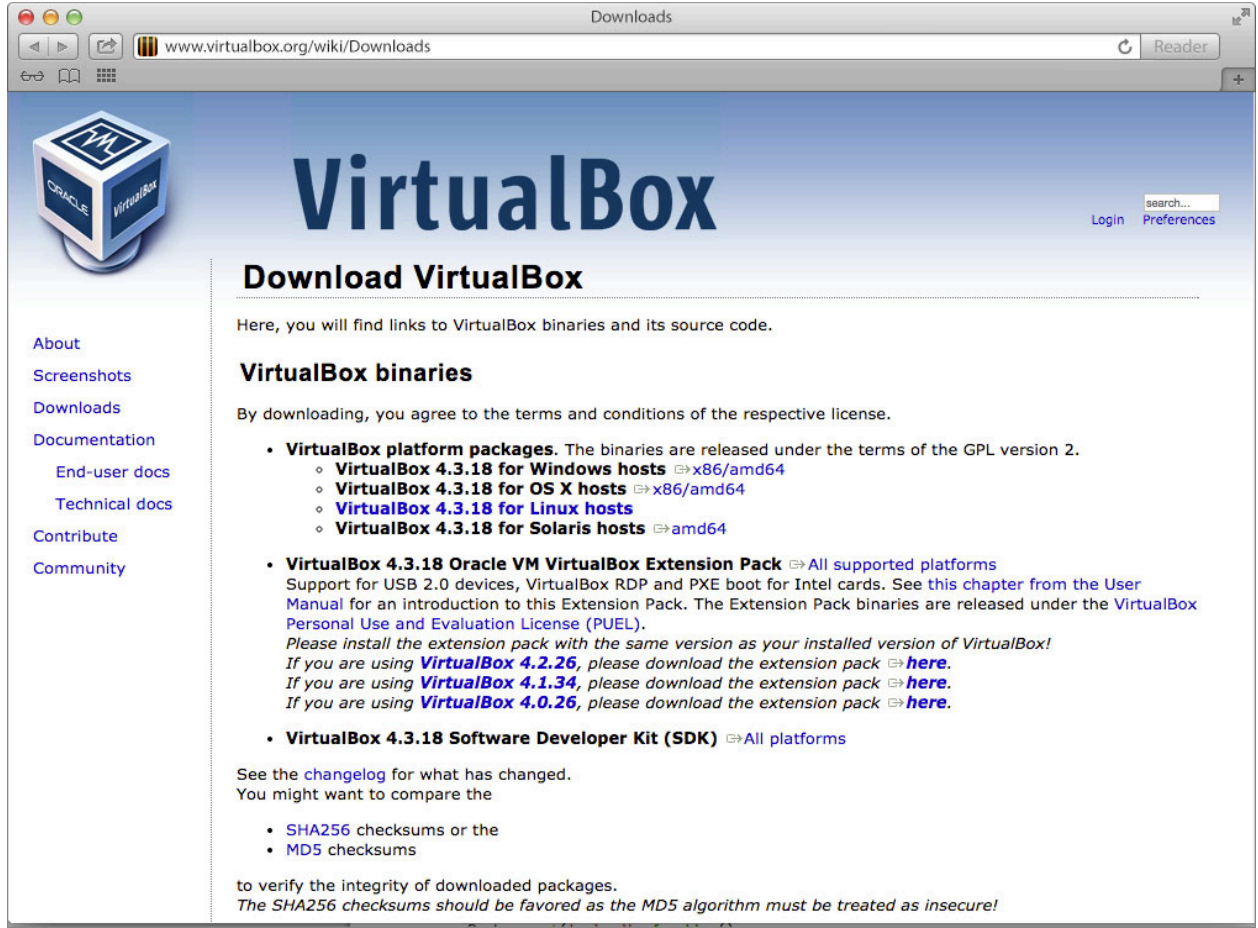 Downloads
www.virtualbox.org/wiki/Downloads
Reader
ORACLE
VirtualBox
VirtualBox
search...
Login Preferences
About
Screenshots
Downloads
Documentation
End-user docs
Technical docs
Contribute
Community
Download VirtualBox
Here, you will find links to VirtualBox binaries and its source code.
VirtualBox binaries
By downloading, you agree to the terms and conditions of the respective license.
• VirtualBox platform packages. The binaries are released under the terms of the GPL version 2.
◦ VirtualBox 4.3.18 for Windows hosts x86/amd64
◦ VirtualBox 4.3.18 for OS X hosts x86/amd64
◦ VirtualBox 4.3.18 for Linux hosts
◦ VirtualBox 4.3.18 for Solaris hosts amd64
• VirtualBox 4.3.18 Oracle VM VirtualBox Extension Pack All supported platforms
Support for USB 2.0 devices, VirtualBox RDP and PXE boot for Intel cards. See this chapter from the User
Manual for an introduction to this Extension Pack. The Extension Pack binaries are released under the VirtualBox
Personal Use and Evaluation License (PUEL).
Please install the extension pack with the same version as your installed version of VirtualBox!
If you are using VirtualBox 4.2.26, please download the extension pack here.
If you are using VirtualBox 4.1.34, please download the extension pack here.
If you are using VirtualBox 4.0.26, please download the extension pack here.
• VirtualBox 4.3.18 Software Developer Kit (SDK) All platforms
See the changelog for what has changed.
You might want to compare the
• SHA256 checksums or the
• MD5 checksums
to verify the integrity of downloaded packages.
The SHA256 checksums should be favored as the MD5 algorithm must be treated as insecure!